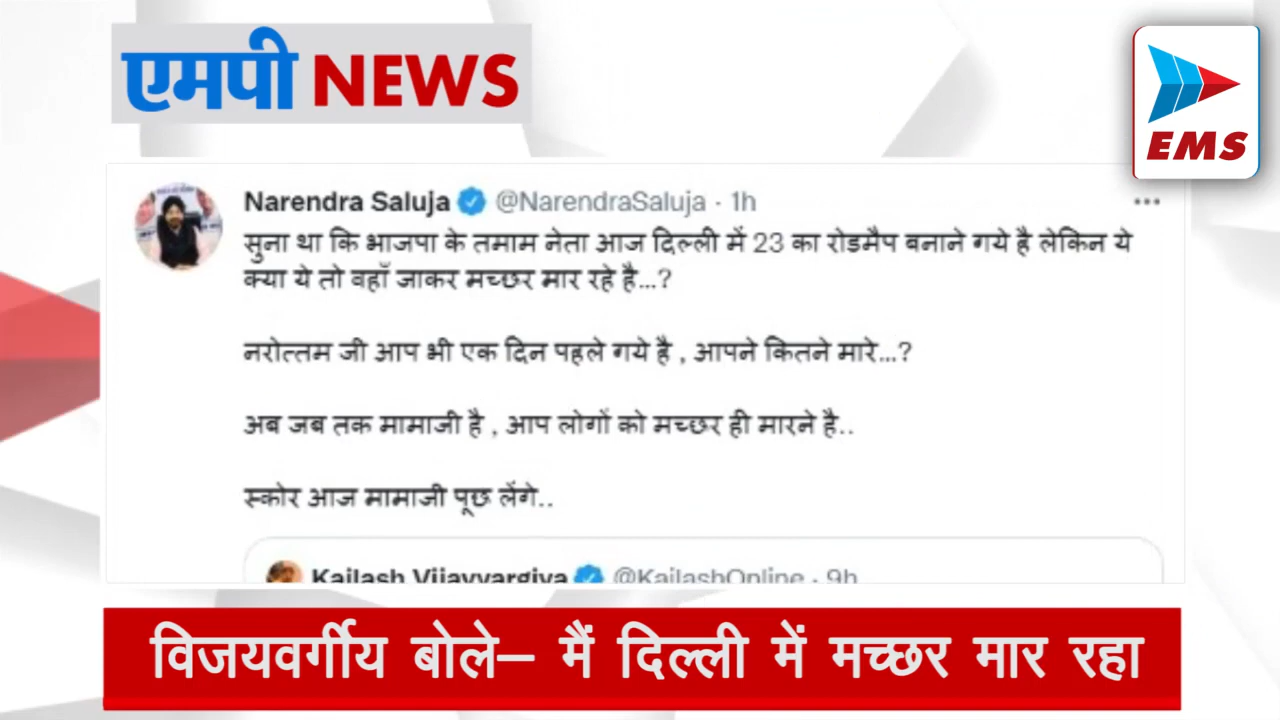 एमपी NEWS
EMS
Narendra Saluja @NarendraSaluja · 1h
सुना था कि भाजपा के तमाम नेता आज दिल्ली में 23 का रोडमैप बनाने गये है लेकिन ये
क्या ये तो वहाँ जाकर मच्छर मार रहे है...?
नरोत्तम जी आप भी एक दिन पहले गये है , आपने कितने मारे...?
अब जब तक मामाजी है , आप लोगों को मच्छर ही मारने है..
स्कोर आज मामाजी पूछ लेंगे..
Kailash Vijayvargiya @KailashOnline · 9h
विजयवर्गीय बोले– मैं दिल्ली में मच्छर मार रहा